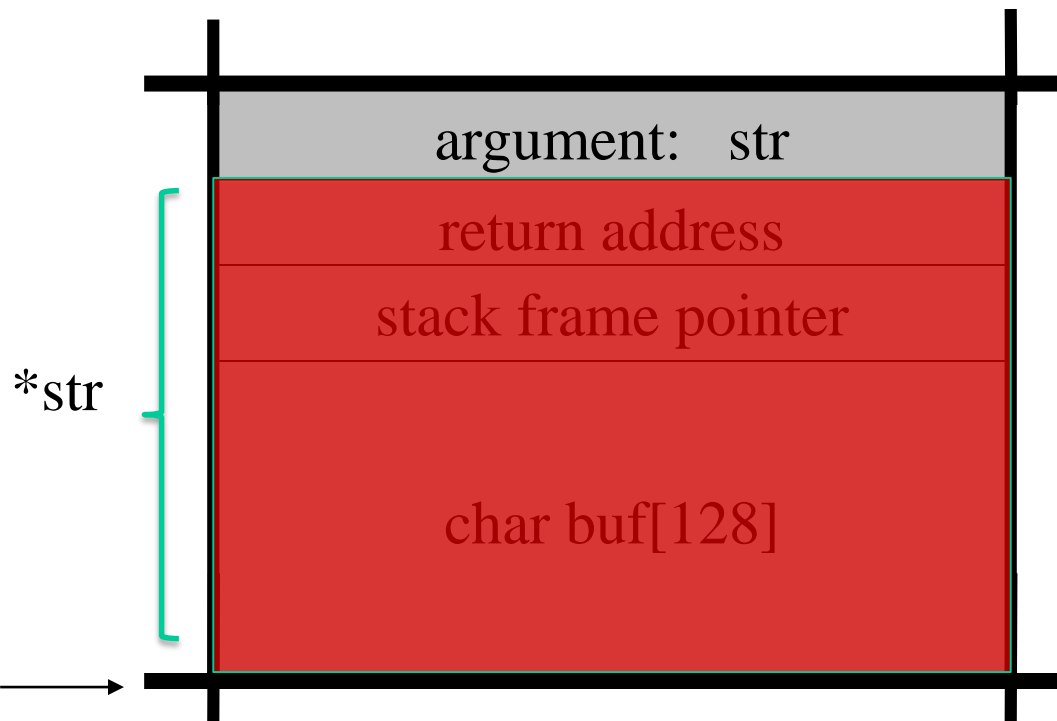 argument: str
return address
stack frame pointer
*str
char buf[128]